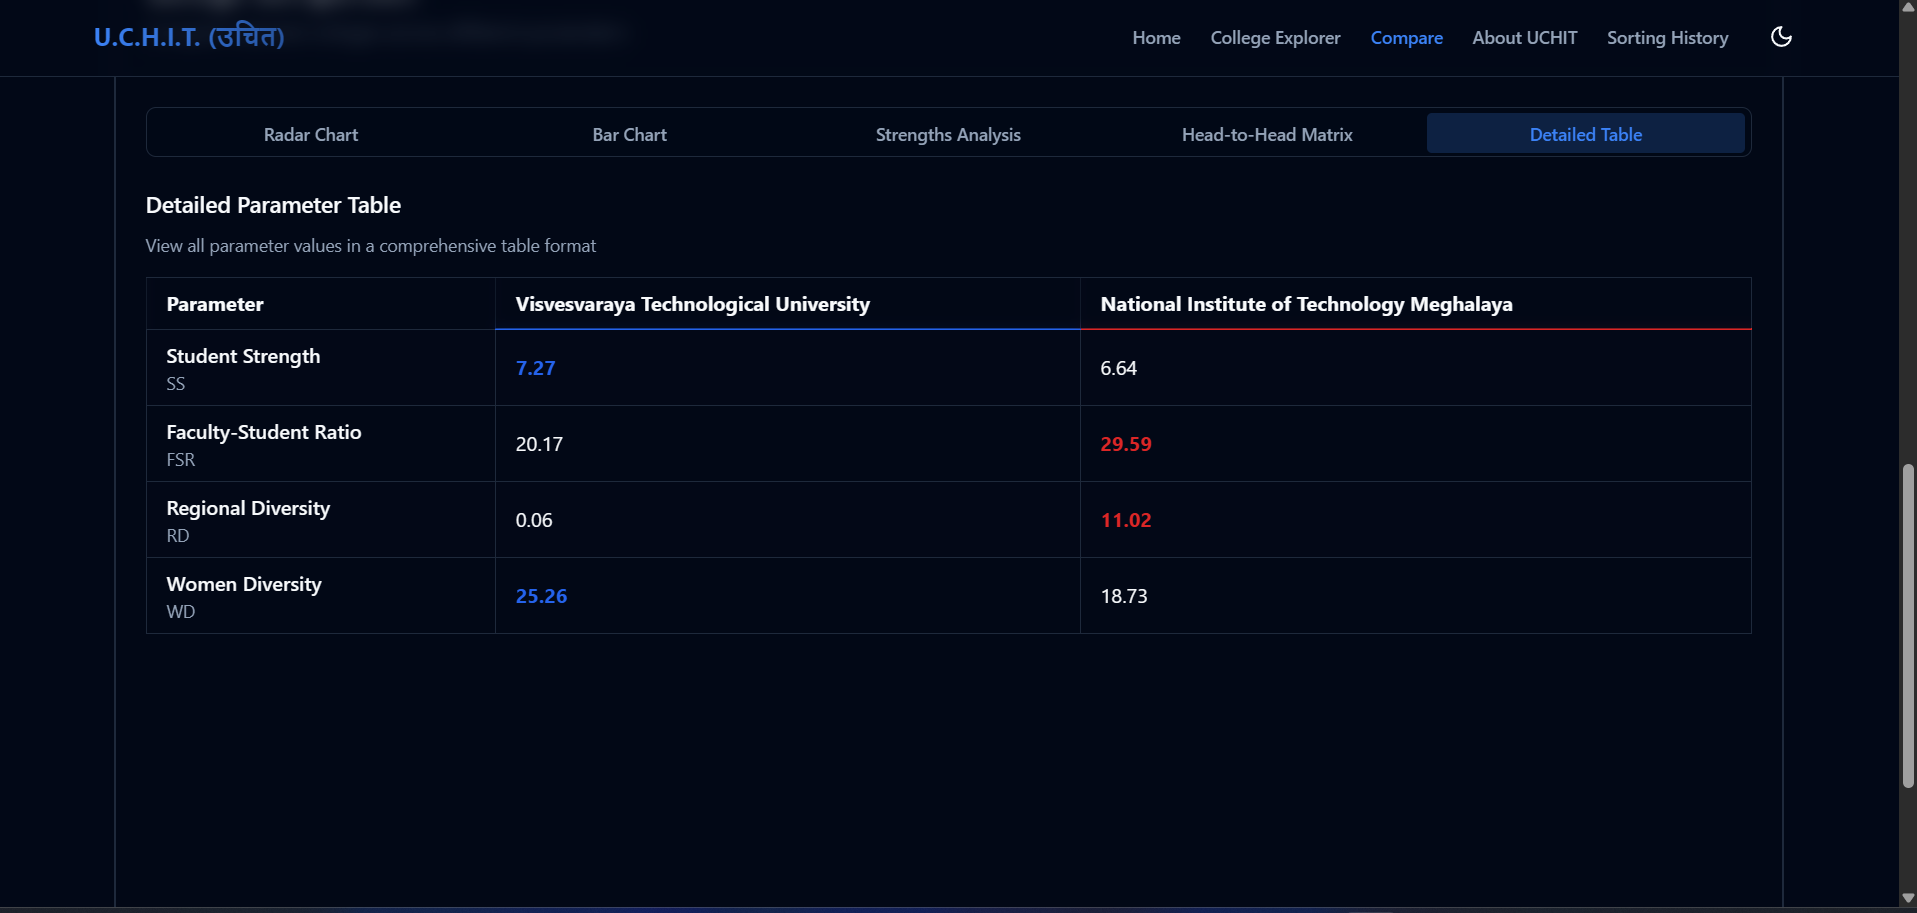 U.C.H.I.T. (उचित)
Home College Explorer Compare About UCHIT Sorting History
Radar Chart Bar Chart Strengths Analysis Head-to-Head Matrix Detailed Table
Detailed Parameter Table
View all parameter values in a comprehensive table format
Parameter Visvesvaraya Technological University National Institute of Technology Meghalaya
Student Strength
SS
7.27 6.64
Faculty-Student Ratio
FSR
20.17 29.59
Regional Diversity
RD
0.06 11.02
Women Diversity
WD
25.26 18.73